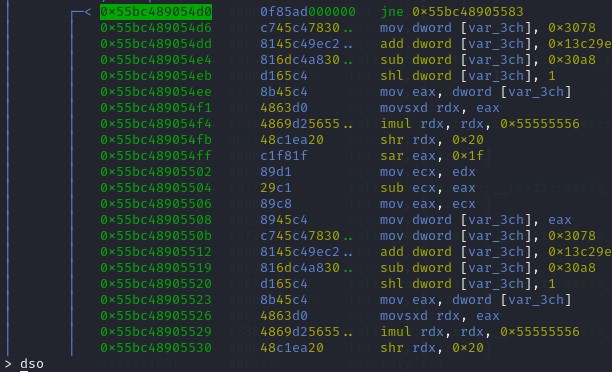 0x55bc489054d0 0f85ad000000 jne 0x55bc48905583
0x55bc489054d6 c745c47830.. mov dword [var_3ch], 0x3078
0x55bc489054dd 8145c49ec2.. add dword [var_3ch], 0x13c29e
0x55bc489054e4 816dc4a830.. sub dword [var_3ch], 0x30a8
0x55bc489054eb d165c4 shl dword [var_3ch], 1
0x55bc489054ee 8b45c4 mov eax, dword [var_3ch]
0x55bc489054f1 4863d0 movsxd rdx, eax
0x55bc489054f4 4869d25655.. imul rdx, rdx, 0x55555556
0x55bc489054fb 48c1ea20 shr rdx, 0x20
0x55bc489054ff c1f81f sar eax, 0x1f
0x55bc48905502 89d1 mov ecx, edx
0x55bc48905504 29c1 sub ecx, eax
0x55bc48905506 89c8 mov eax, ecx
0x55bc48905508 8945c4 mov dword [var_3ch], eax
0x55bc4890550b c745c47830.. mov dword [var_3ch], 0x3078
0x55bc48905512 8145c49ec2.. add dword [var_3ch], 0x13c29e
0x55bc48905519 816dc4a830.. sub dword [var_3ch], 0x30a8
0x55bc48905520 d165c4 shl dword [var_3ch], 1
0x55bc48905523 8b45c4 mov eax, dword [var_3ch]
0x55bc48905526 4863d0 movsxd rdx, eax
0x55bc48905529 4869d25655.. imul rdx, rdx, 0x55555556
0x55bc48905530 48c1ea20 shr rdx, 0x20
> dso